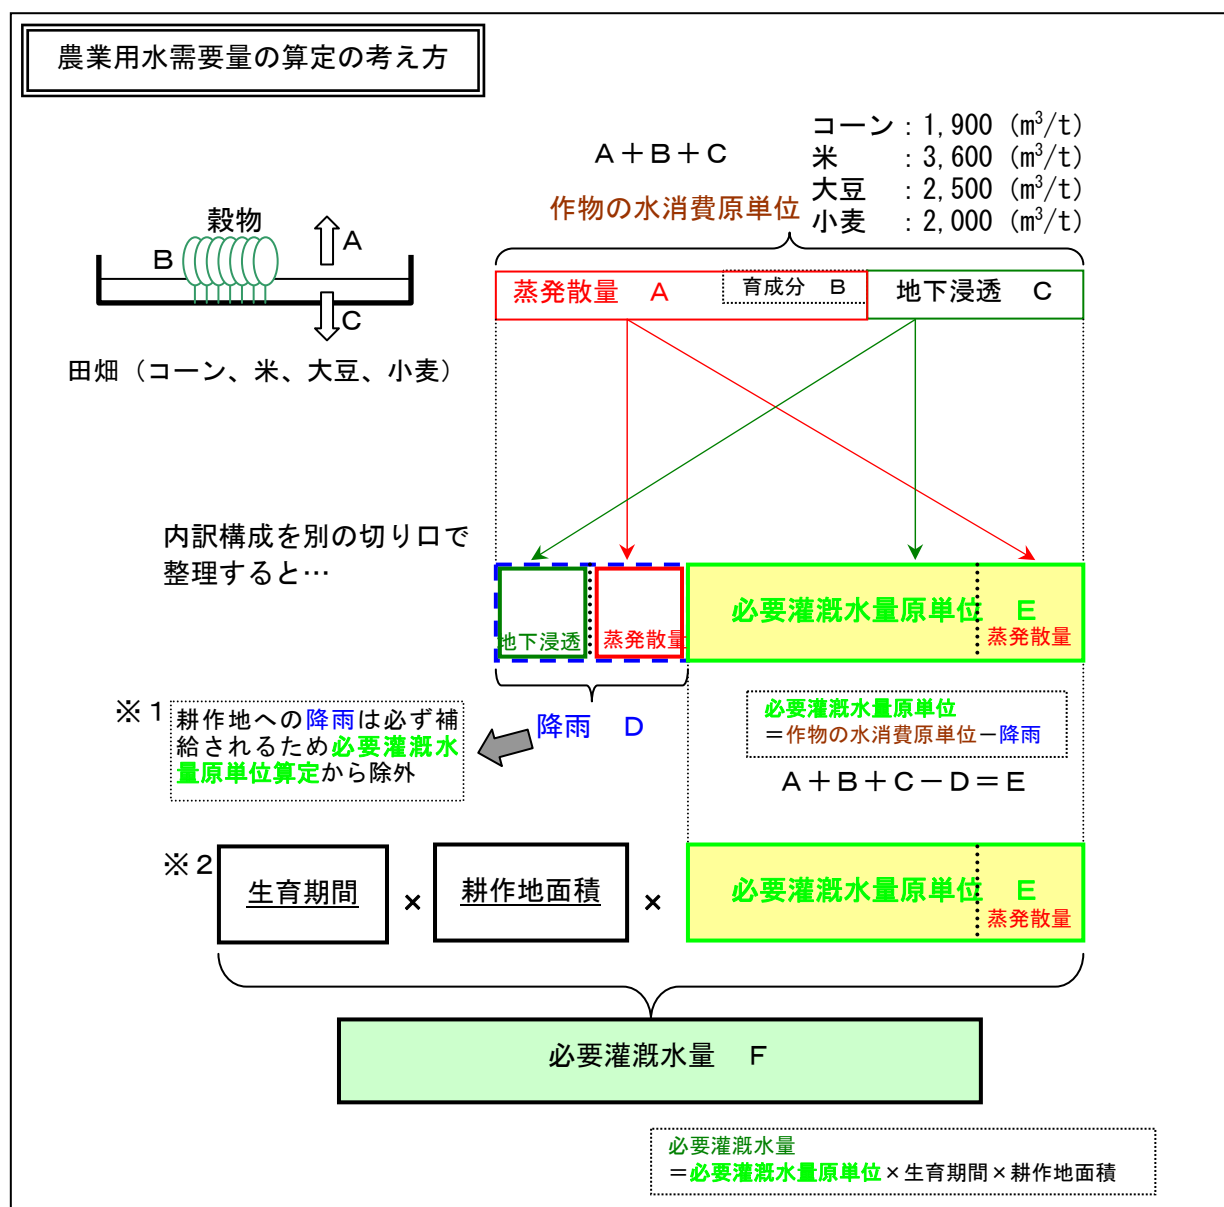 農業用水需要量の算定の考え方
A+B+C
コーン:1,900 (m³/t)
米:3,600 (m³/t)
大豆:2,500 (m³/t)
小麦:2,000 (m³/t)
作物の水消費原単位
穀物
A
B
C
田畑(コーン、米、大豆、小麦)
蒸発散量 A
育成分 B
地下浸透 C
内訳構成を別の切り口で
整理すると…
地下浸透
蒸発散量
必要灌漑水量原単位 E
蒸発散量
※1
耕作地への降雨は必ず補
給されるため必要灌漑水
量原単位算定から除外
降雨 D
必要灌漑水量原単位
=作物の水消費原単位-降雨
A+B+C-D=E
※2
生育期間
×
耕作地面積
×
必要灌漑水量原単位 E
蒸発散量
必要灌漑水量 F
必要灌漑水量
=必要灌漑水量原単位×生育期間×耕作地面積